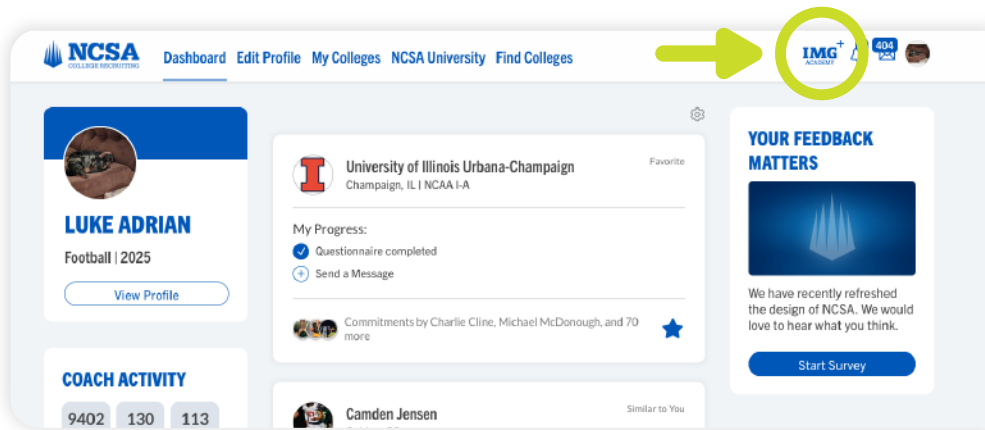 NCSA
COLLEGE RECRUITING
Dashboard Edit Profile My Colleges NCSA University Find Colleges
IMG+
ACADEMY
404
LUKE ADRIAN
Football | 2025
View Profile
COACH ACTIVITY
9402 130 113
University of Illinois Urbana-Champaign
Favorite
Champaign, IL | NCAA I-A
My Progress:
Questionnaire completed
Send a Message
Commitments by Charlie Cline, Michael McDonough, and 70
more
Camden Jensen
Similar to You
YOUR FEEDBACK
MATTERS
We have recently refreshed
the design of NCSA. We would
love to hear what you think.
Start Survey